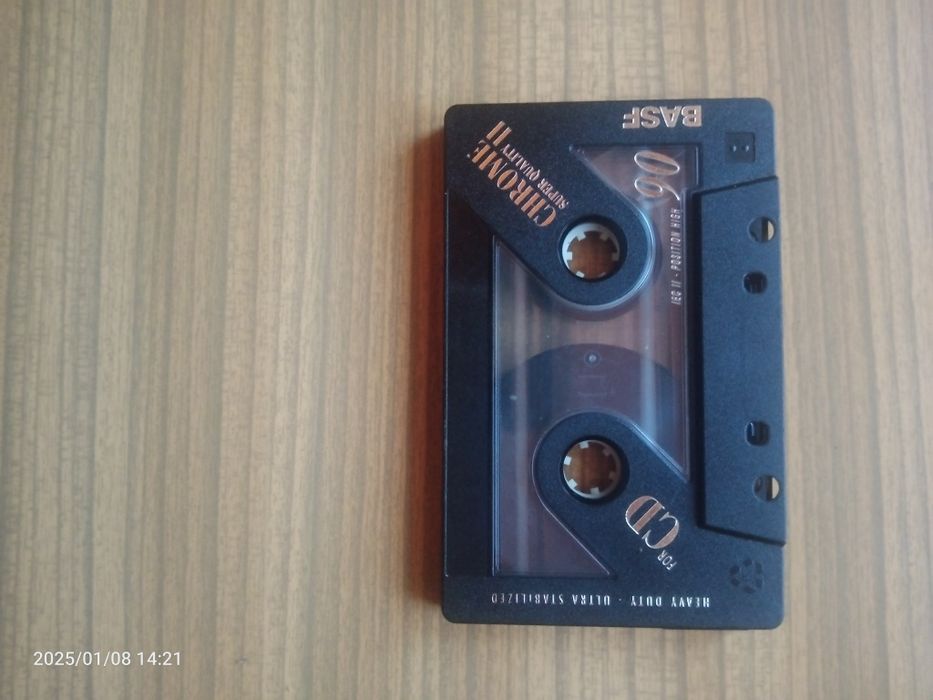 BASF
CHROME
SUPER QUALITY II
90
IEC II · POSITION HIGH
FOR CD
HEAVY DUTY · ULTRA STABILIZED
2025/01/08 14:21